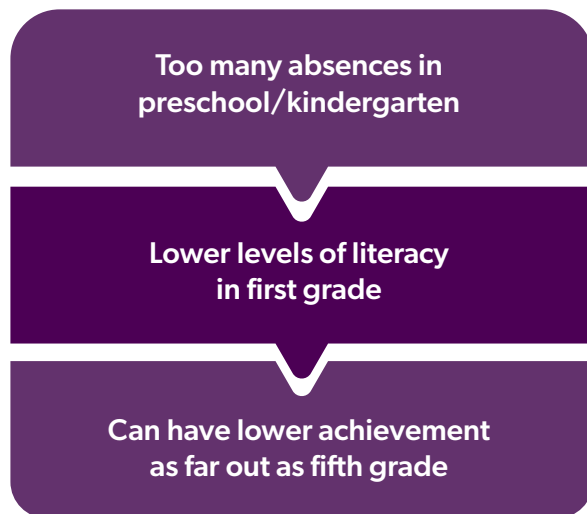 Too many absences in
preschool/kindergarten
Lower levels of literacy
in first grade
Can have lower achievement
as far out as fifth grade